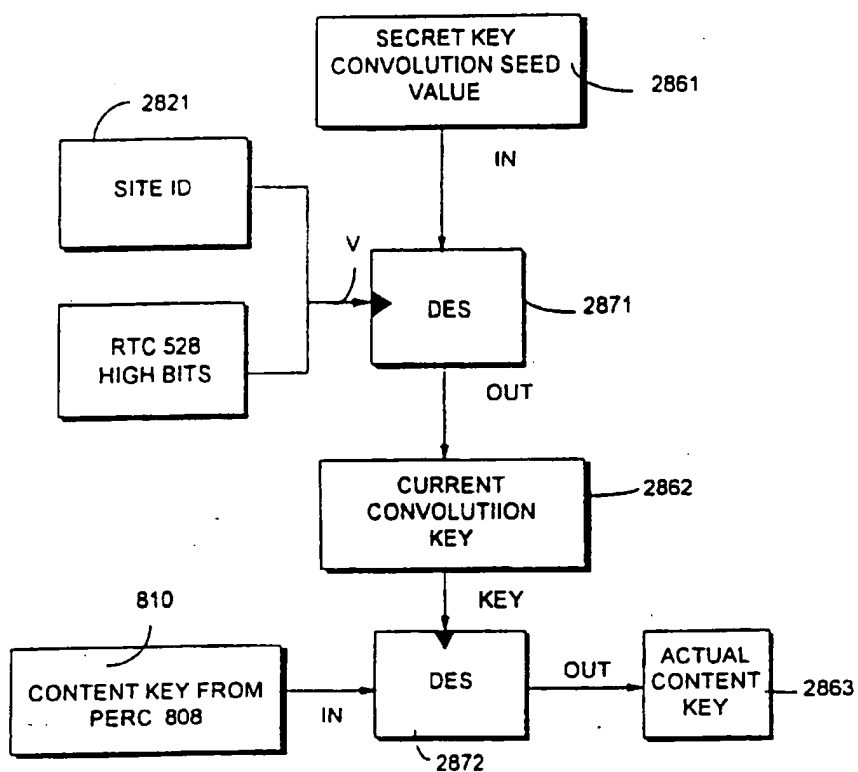 SECRET KEY
CONVOLUTION SEED
VALUE
2861
2821
IN
SITE ID
V
DES
2871
RTC 528
HIGH BITS
OUT
CURRENT
CONVOLUTIION
KEY
2862
810
KEY
CONTENT KEY FROM
PERC 808
IN
DES
OUT
ACTUAL
CONTENT
KEY
2863
2872